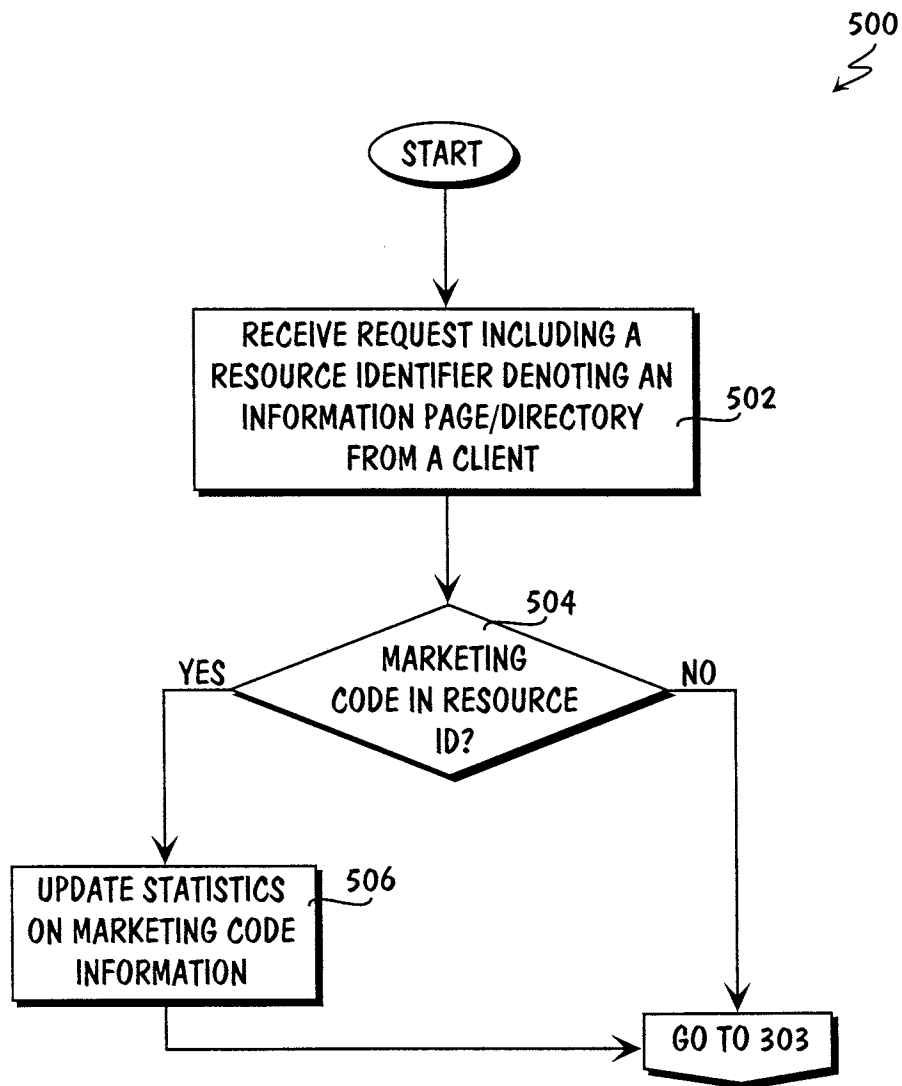 500
START
RECEIVE REQUEST INCLUDING A
RESOURCE IDENTIFIER DENOTING AN
INFORMATION PAGE/DIRECTORY
FROM A CLIENT
502
504
MARKETING
CODE IN RESOURCE
ID?
YES
NO
UPDATE STATISTICS
ON MARKETING CODE
INFORMATION
506
GO TO 303